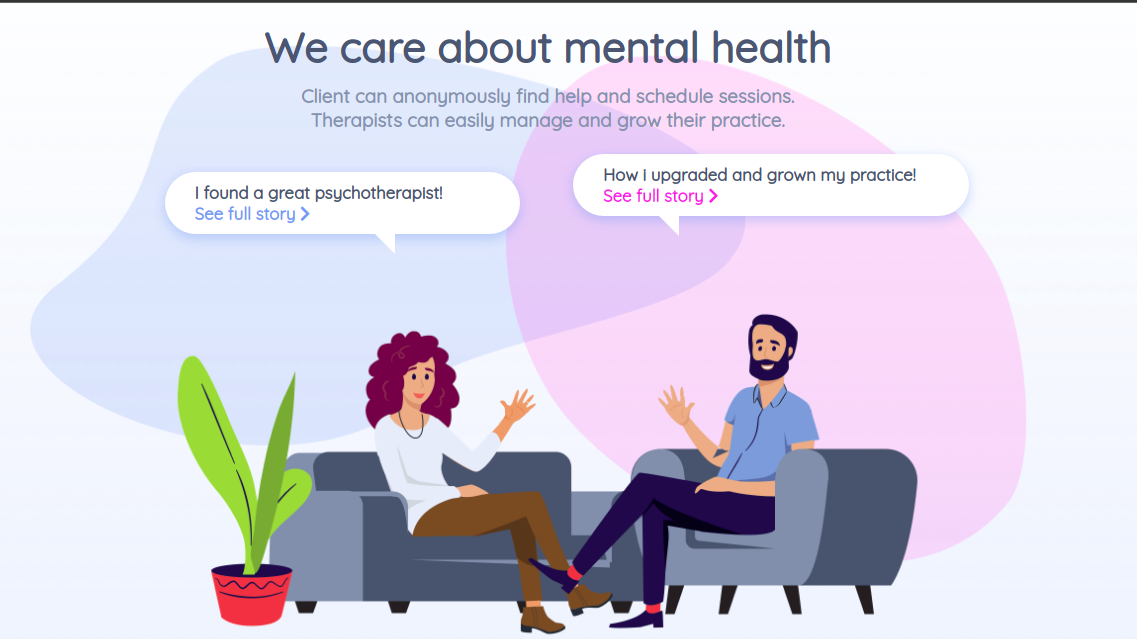 We care about mental health
Client can anonymously find help and schedule sessions.
Therapists can easily manage and grow their practice.
I found a great psychotherapist!
See full story
How i upgraded and grown my practice!
See full story